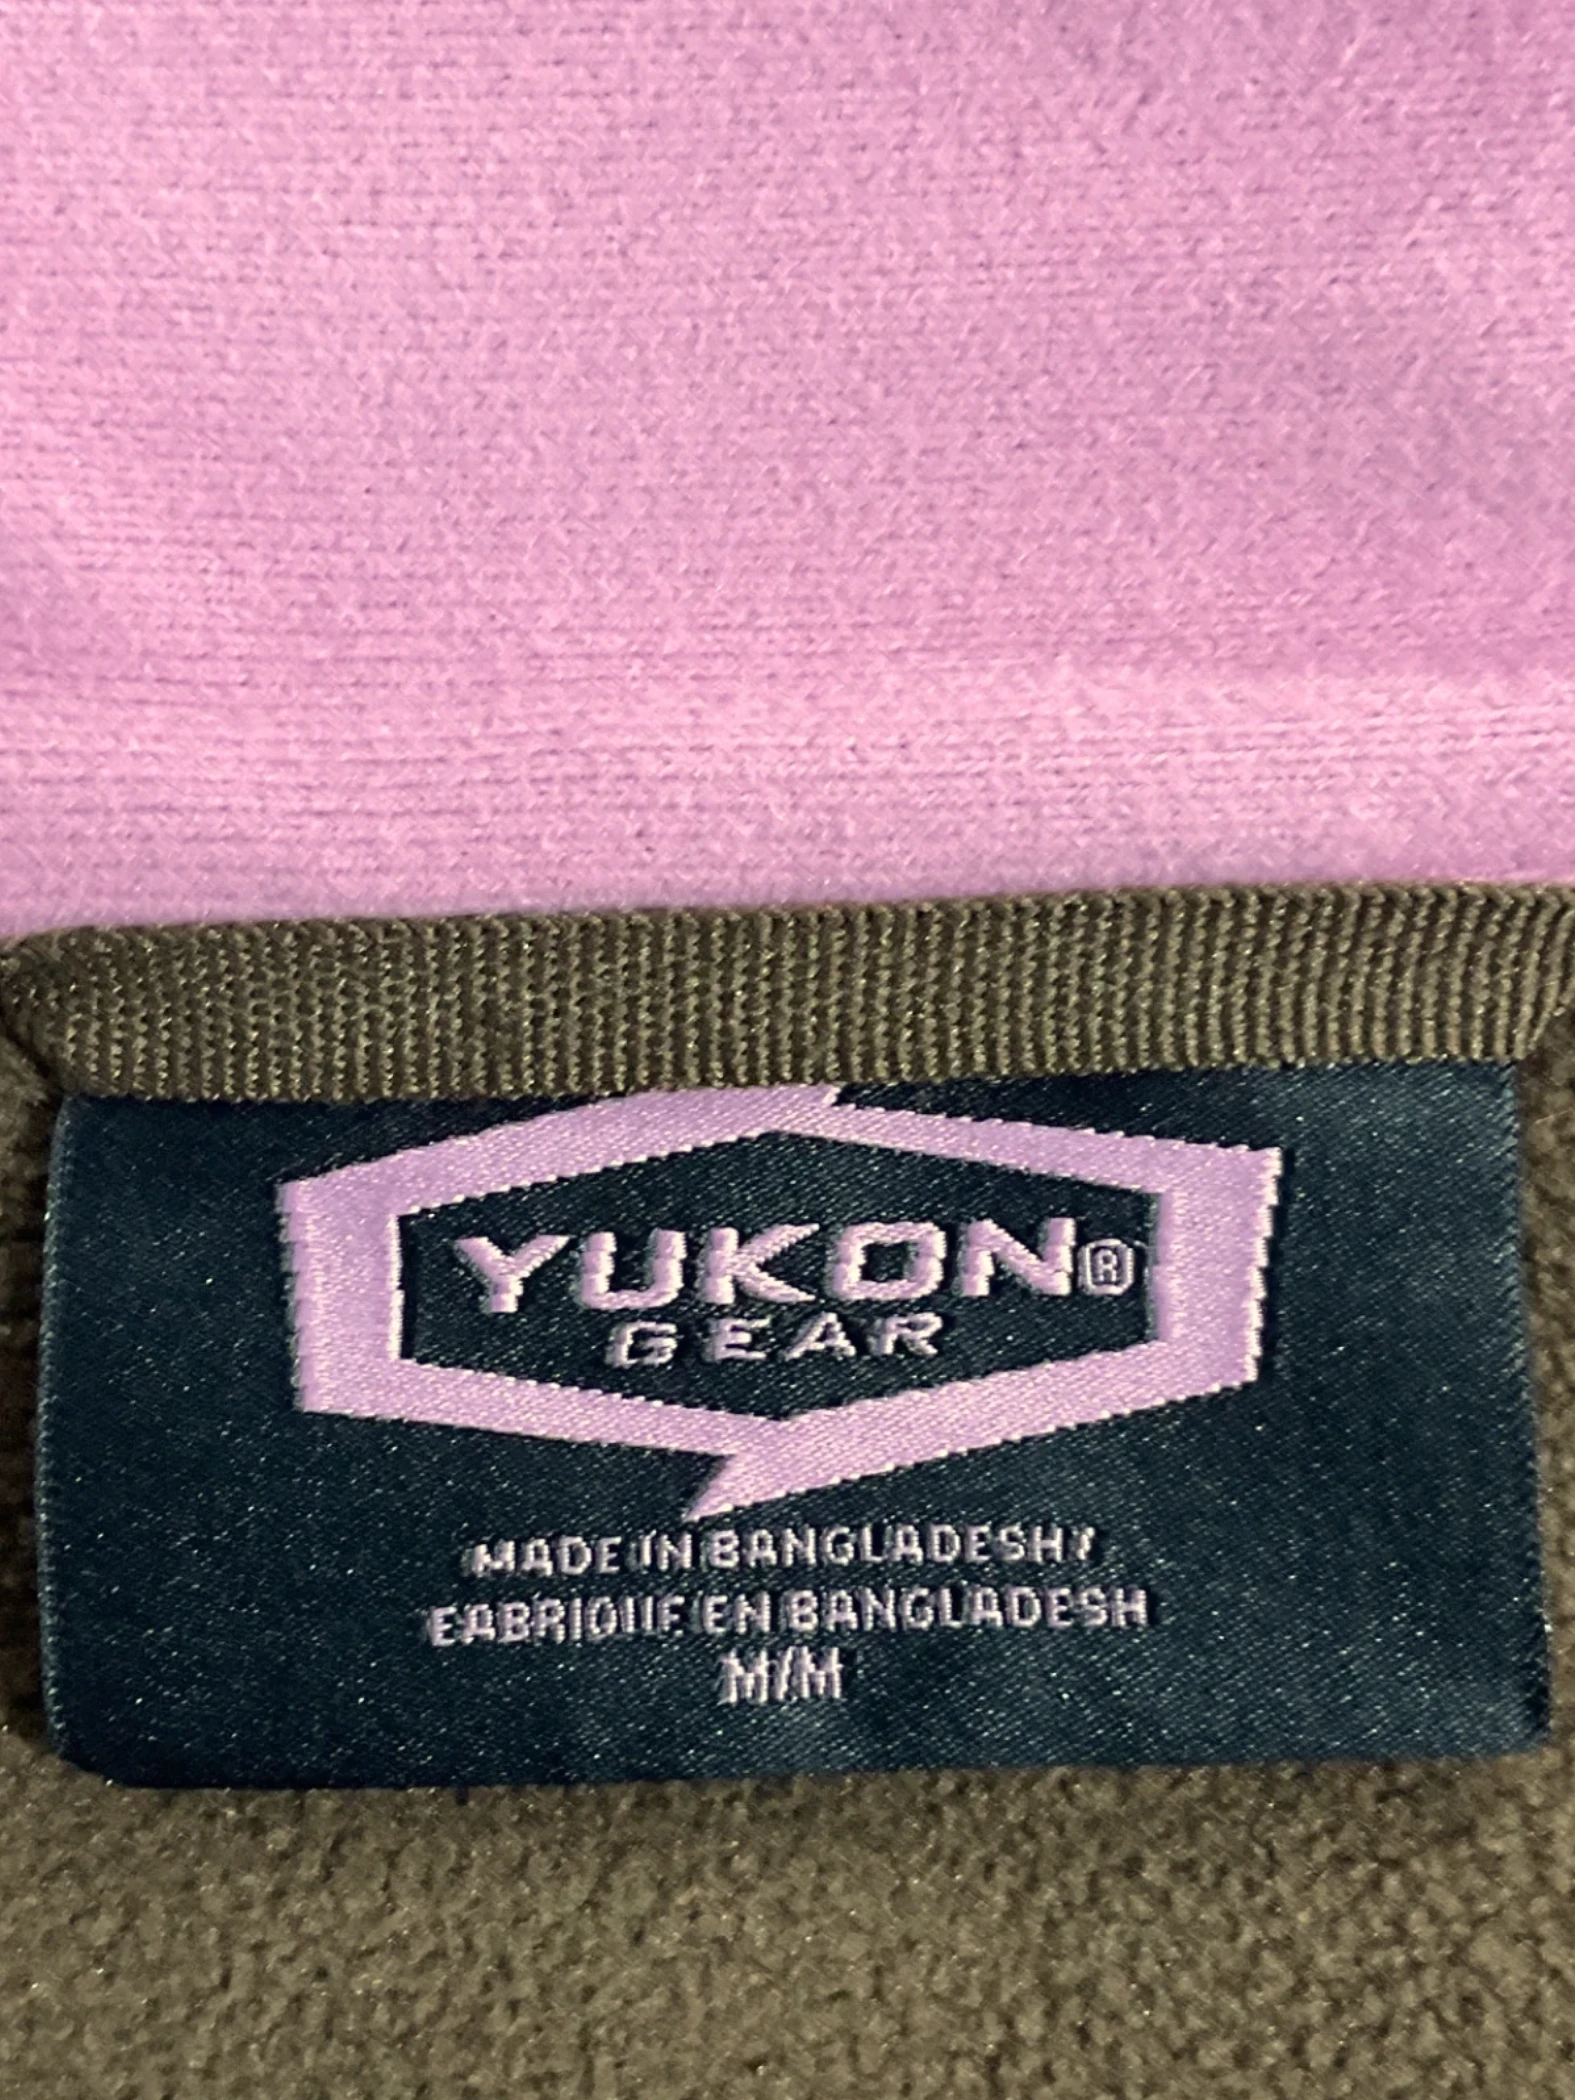 YUKON®
GEAR
MADE IN BANGLADESH/
FABRIQUE EN BANGLADESH
M/M